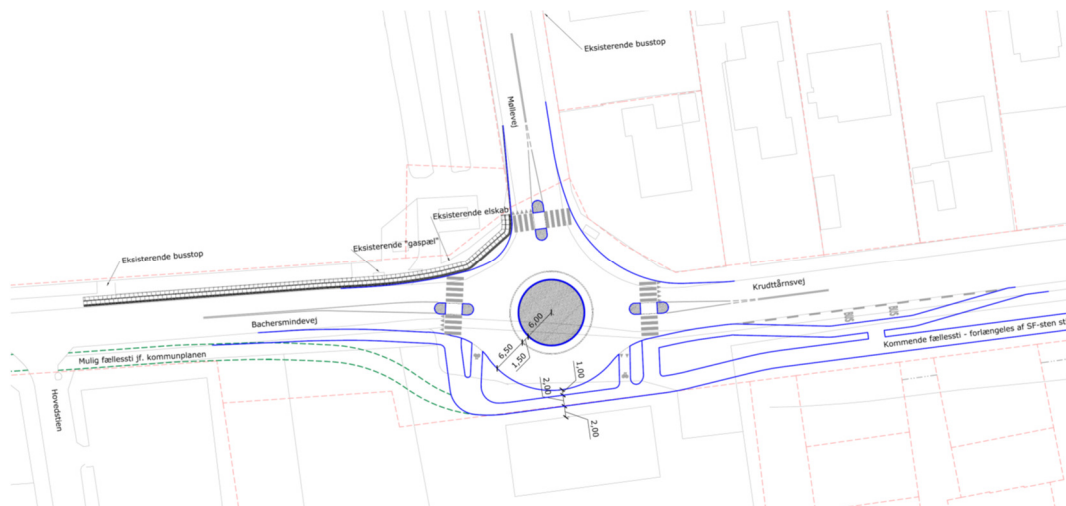 Eksisterende busstop
Møllevej
Eksisterende elskab
Eksisterende "gaspæl"
Eksisterende busstop
Krudttårnsvej
Bachersmindevej
6,00
6,50
1,50
1,00
2,00
2,00
Mulig fællessti jf. kommunplanen
Kommende fællessti - forlængeles af SF-sten st
Hovedstien